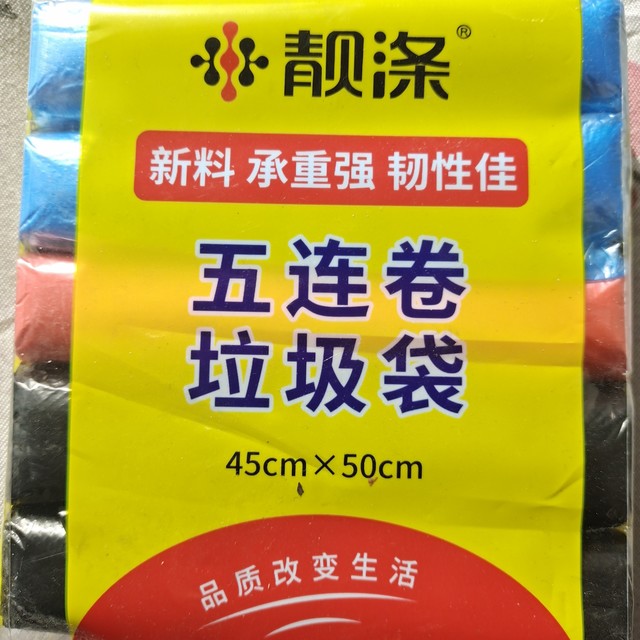 靓涤®
新料 承重强 韧性佳
五连卷
垃圾袋
45cm×50cm
品质改变生活